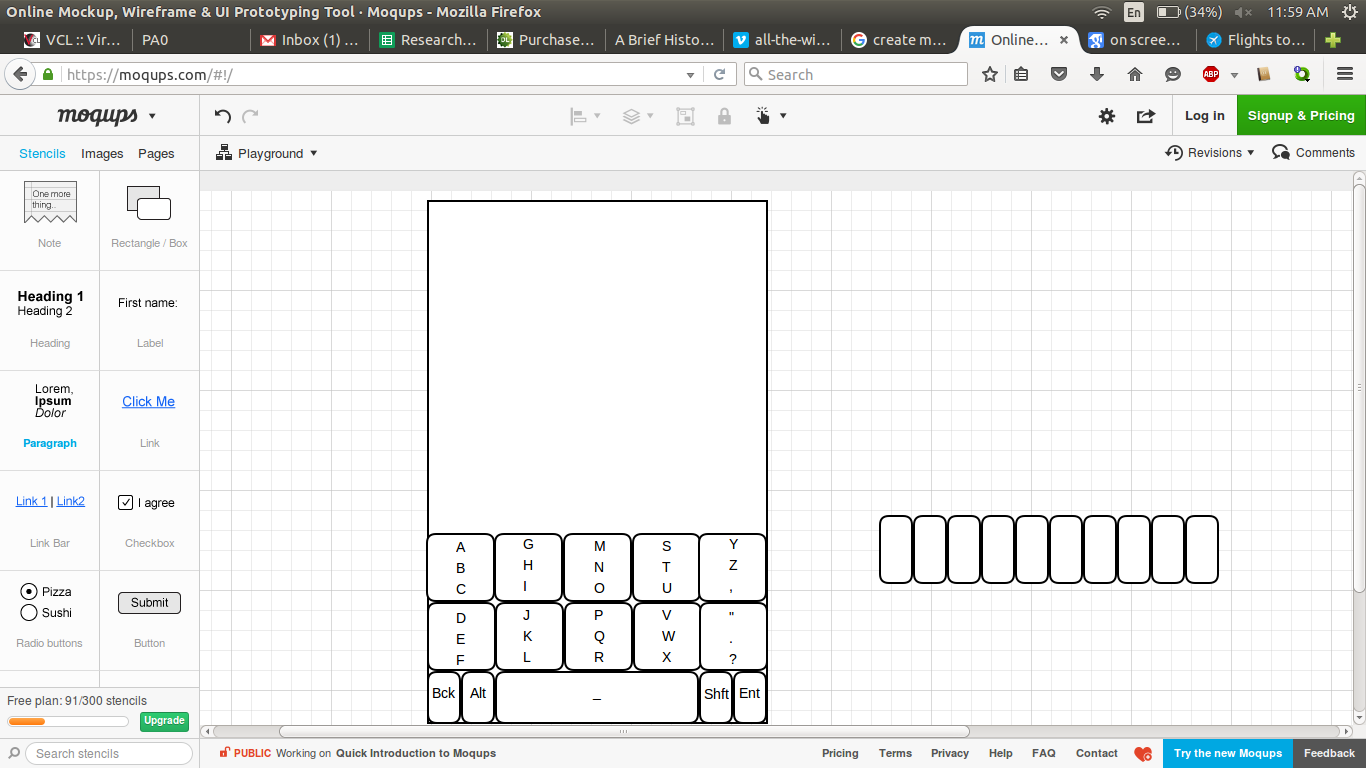 Online Mockup, Wireframe & UI Prototyping Tool · Moqups - Mozilla Firefox
En (34%) 11:59 AM
VCL :: Vir... PA0 Inbox (1) ... Research... Purchase... A Brief Histo... all-the-wi... create m... Online... on scree... Flights to...
https://moqups.com/#!/ Search ABP
moqups Log in Signup & Pricing
Stencils Images Pages Playground Revisions Comments
One more
thing..
Note Rectangle / Box
Heading 1
Heading 2
First name:
Heading Label
Lorem,
Ipsum
Dolor
Click Me
Paragraph Link
Link 1 | Link2 I agree
Link Bar Checkbox
Pizza
Sushi
Submit
Radio buttons Button
Free plan: 91/300 stencils
Upgrade
Search stencils
A G M S Y
B H N T Z
C I O U ,
D J P V "
E K Q W .
F L R X ?
Bck Alt _ Shft Ent
PUBLIC Working on Quick Introduction to Moqups Pricing Terms Privacy Help FAQ Contact Try the new Moqups Feedback